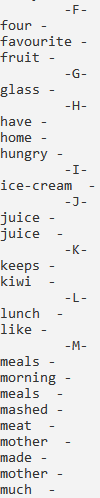 -F-
four -
favourite -
fruit -
-G-
glass -
-H-
have -
home -
hungry -
-I-
ice-cream -
-J-
juice -
juice -
-K-
keeps -
kiwi -
-L-
lunch -
like -
-M-
meals -
morning -
meals -
mashed -
meat -
mother -
made -
mother -
much -